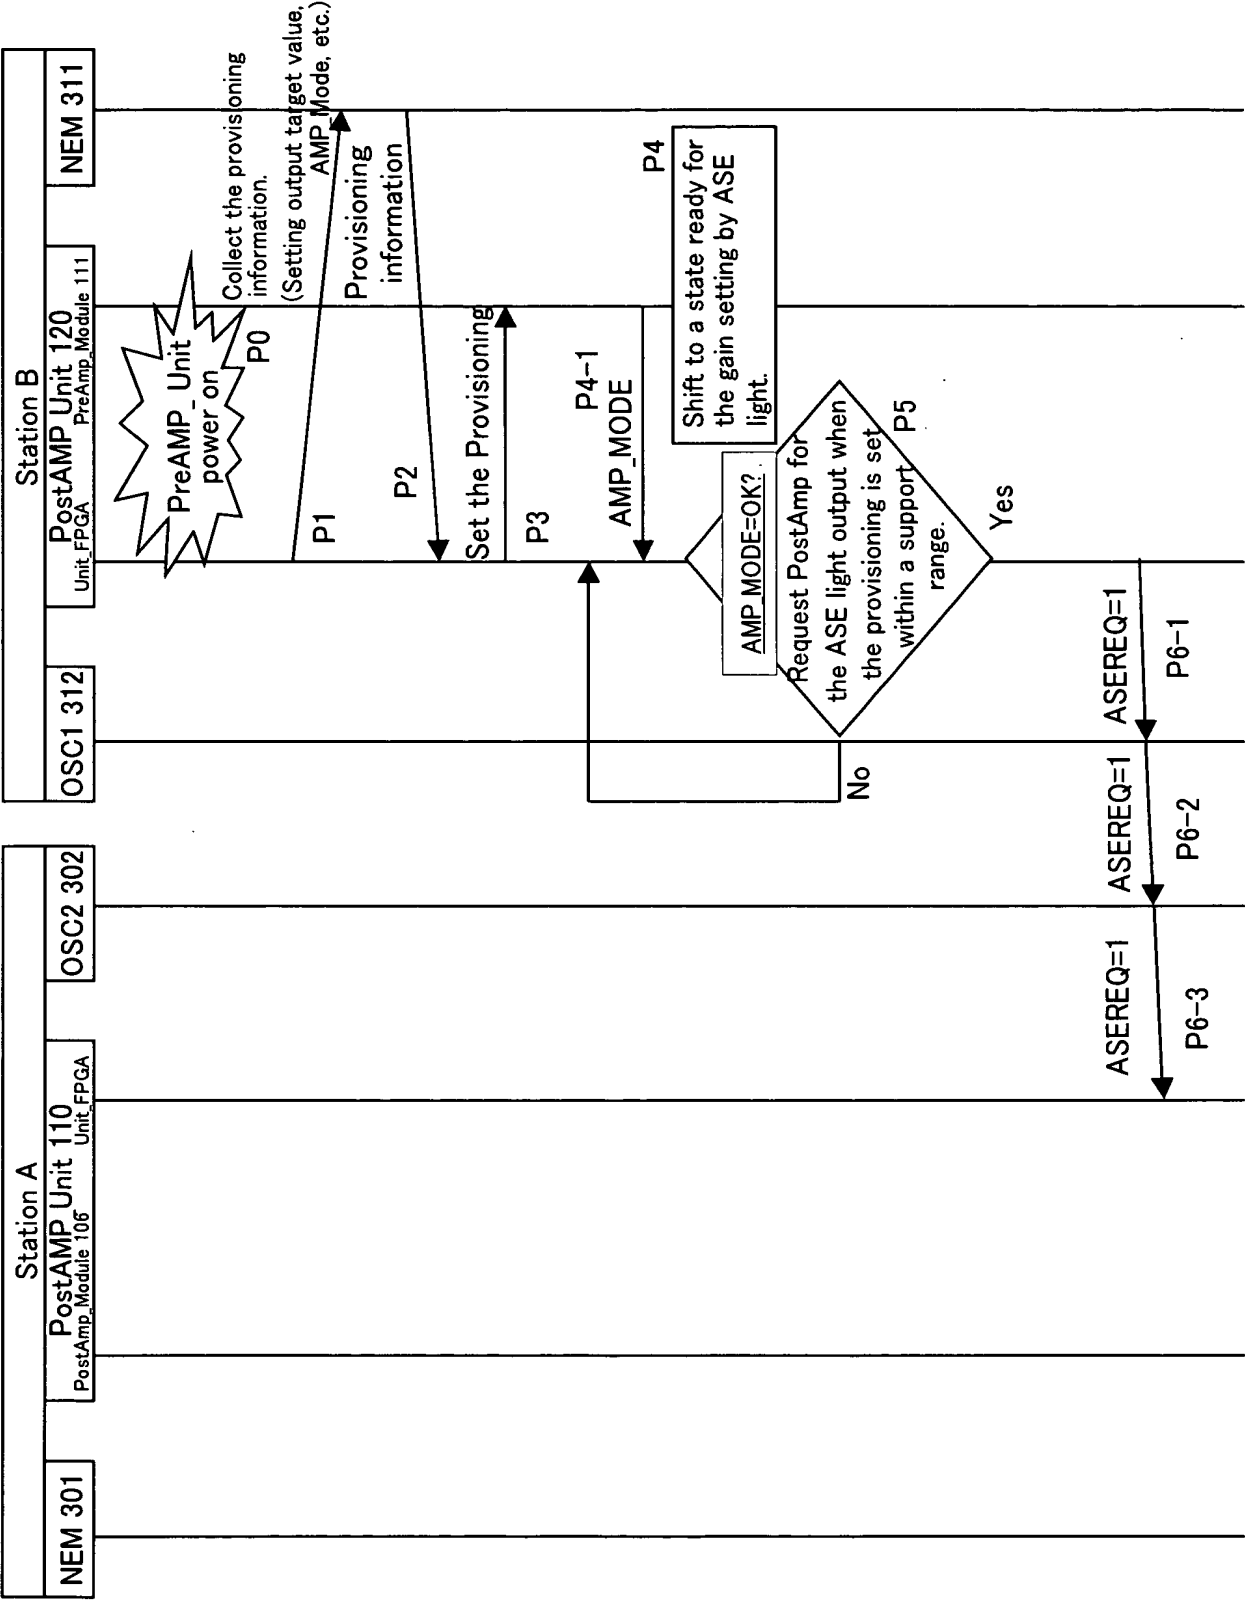 Station A
NEM 301
PostAMP Unit 110
PostAmp_Module 106
Unit_FPGA
OSC2 302
Station B
OSC1 312
PostAMP Unit 120
Unit_FPGA
PreAmp_Module 111
NEM 311
PreAMP_Unit
power on
P0
Collect the provisioning
information.
(Setting output target value,
AMP_Mode, etc.)
P1
Provisioning
information
P2
Set the Provisioning
P3
P4-1
AMP_MODE
P4
Shift to a state ready for
the gain setting by ASE
light.
AMP_MODE=OK?
Request PostAmp for
the ASE light output when
the provisioning is set
within a support
range.
P5
No
Yes
ASEREQ=1
P6-1
ASEREQ=1
P6-2
ASEREQ=1
P6-3